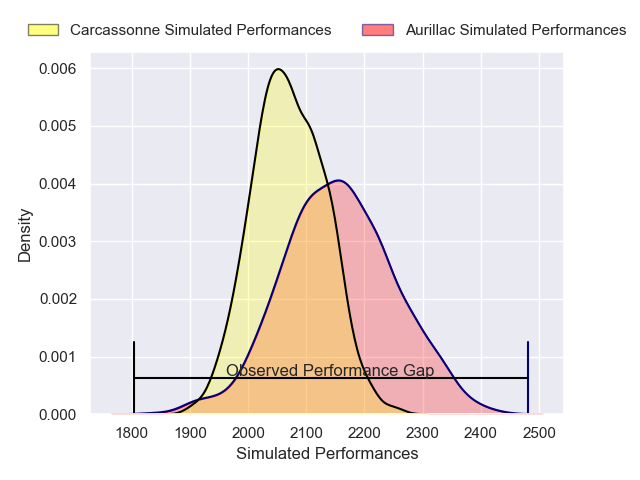 Carcassonne Simulated Performances Aurillac Simulated Performances
0.006
0.005
0.004
0.003
0.002
0.001
0.000
Density
Observed Performance Gap
1800 1900 2000 2100 2200 2300 2400 2500
Simulated Performances